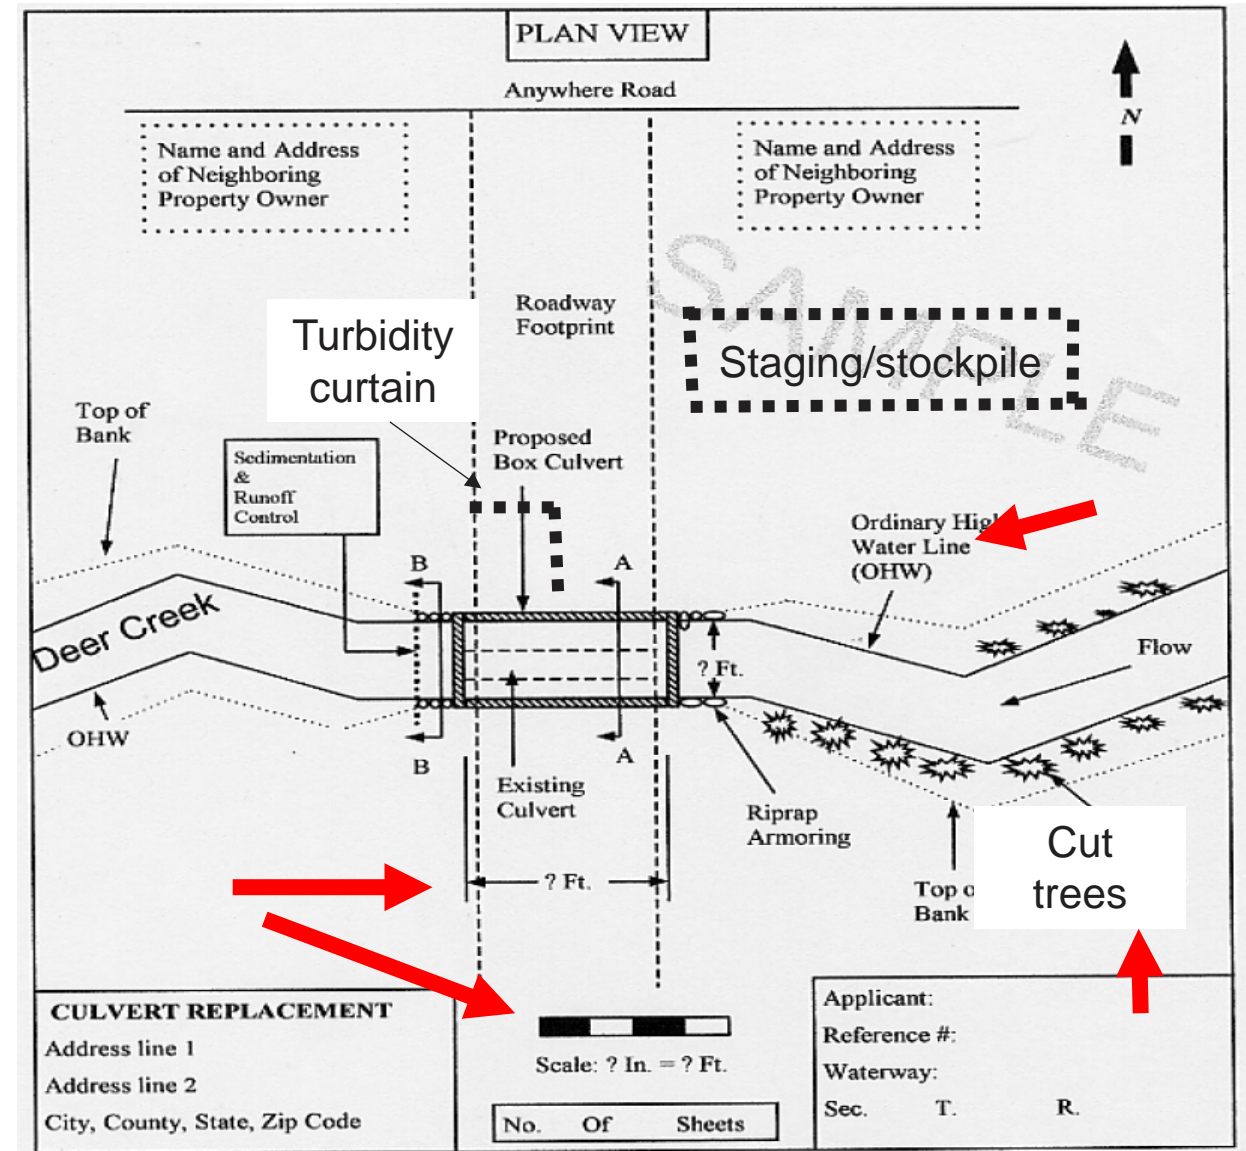 PLAN VIEW
Anywhere Road
N
Name and Address
of Neighboring
Property Owner
Name and Address
of Neighboring
Property Owner
SAMPLE
Roadway
Footprint
Turbidity
curtain
Staging/stockpile
Top of
Bank
Sedimentation
&
Runoff
Control
Proposed
Box Culvert
Ordinary High
Water Line
(OHW)
B
A
Deer Creek
Flow
? Ft.
OHW
B
A
Existing
Culvert
Riprap
Armoring
Cut
trees
? Ft.
Top of
Bank
CULVERT REPLACEMENT
Address line 1
Address line 2
City, County, State, Zip Code
Scale: ? In. = ? Ft.
No. Of Sheets
Applicant:
Reference #:
Waterway:
Sec. T. R.